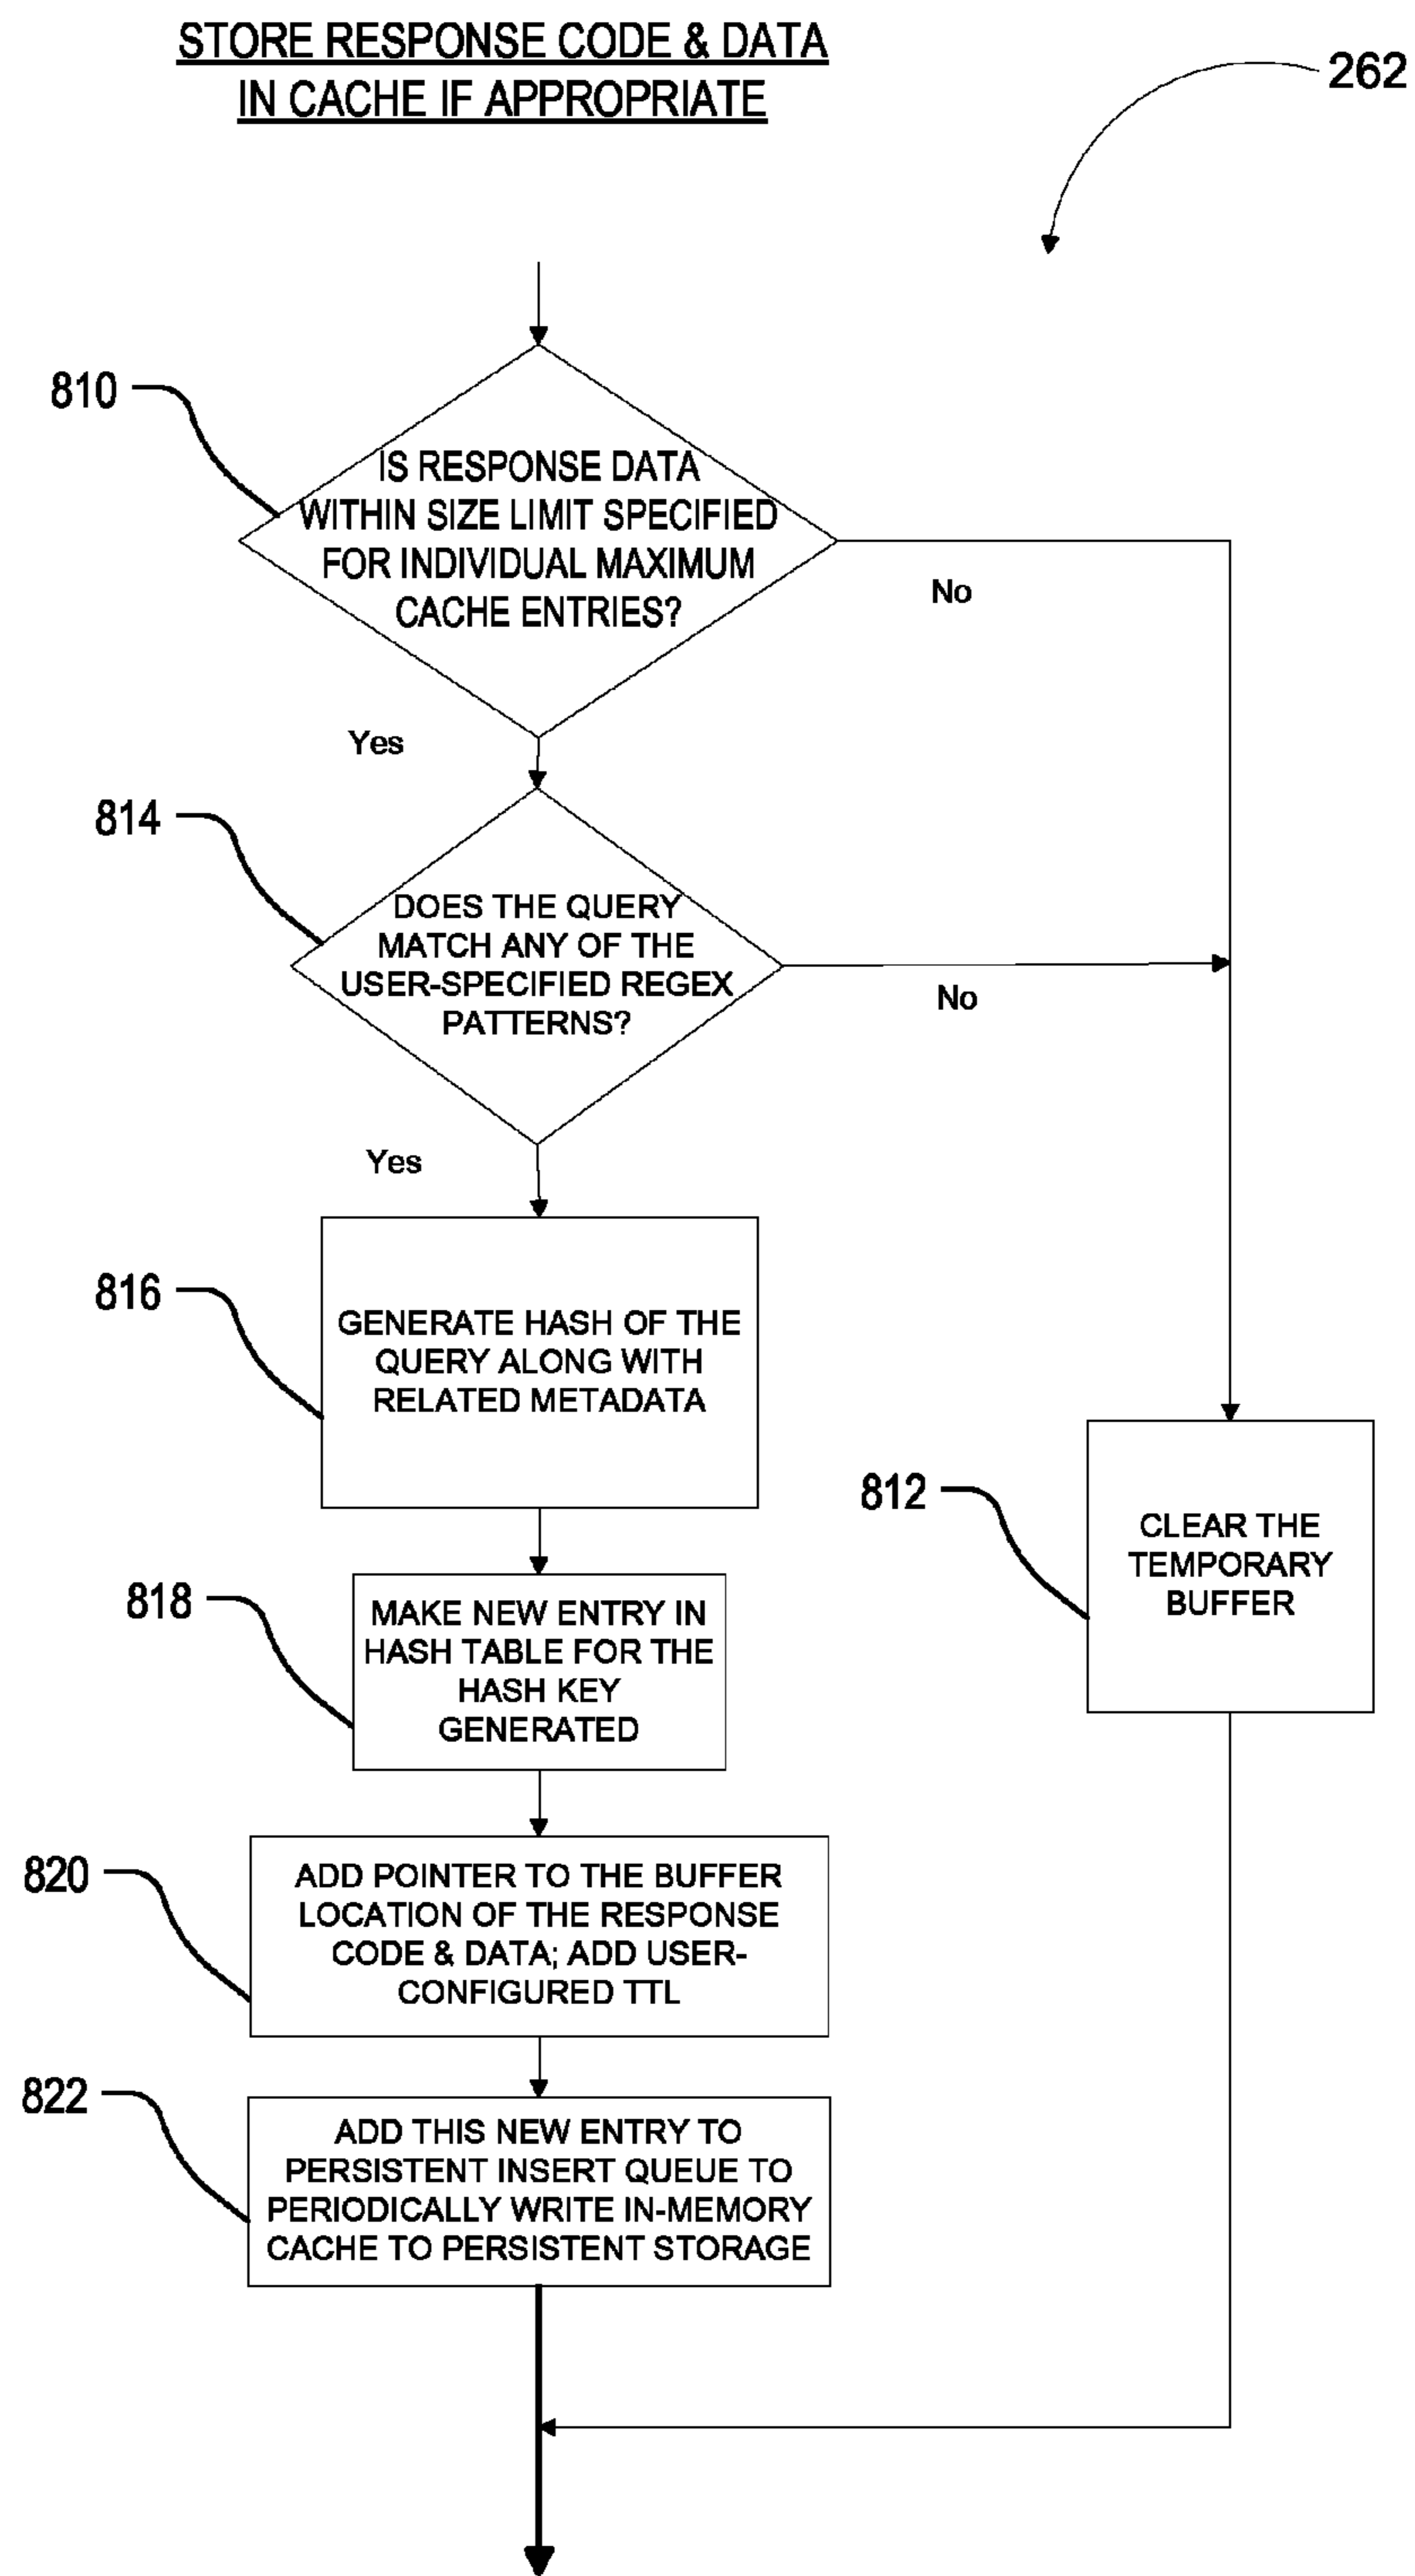 STORE RESPONSE CODE & DATA
IN CACHE IF APPROPRIATE
262
810
IS RESPONSE DATA
WITHIN SIZE LIMIT SPECIFIED
FOR INDIVIDUAL MAXIMUM
CACHE ENTRIES?
No
Yes
814
DOES THE QUERY
MATCH ANY OF THE
USER-SPECIFIED REGEX
PATTERNS?
No
Yes
816
GENERATE HASH OF THE
QUERY ALONG WITH
RELATED METADATA
812
CLEAR THE
TEMPORARY
BUFFER
818
MAKE NEW ENTRY IN
HASH TABLE FOR THE
HASH KEY
GENERATED
820
ADD POINTER TO THE BUFFER
LOCATION OF THE RESPONSE
CODE & DATA; ADD USER-
CONFIGURED TTL
822
ADD THIS NEW ENTRY TO
PERSISTENT INSERT QUEUE TO
PERIODICALLY WRITE IN-MEMORY
CACHE TO PERSISTENT STORAGE